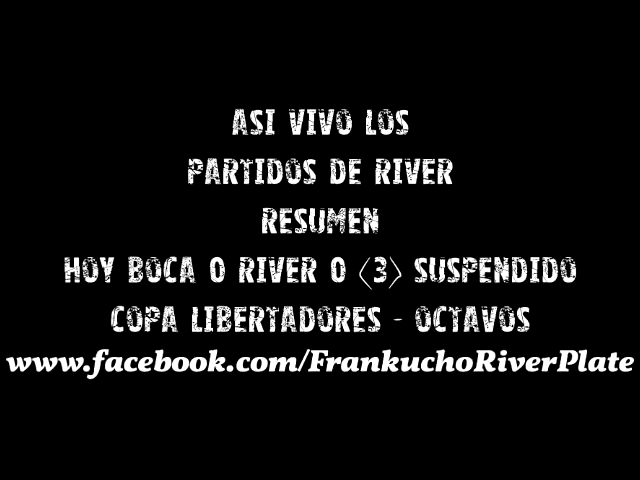 ASI VIVO LOS
PARTIDOS DE RIVER
RESUMEN
HOY BOCA 0 RIVER 0 (3) SUSPENDIDO
COPA LIBERTADORES - OCTAVOS
www.facebook.com/FrankuchoRiverPlate